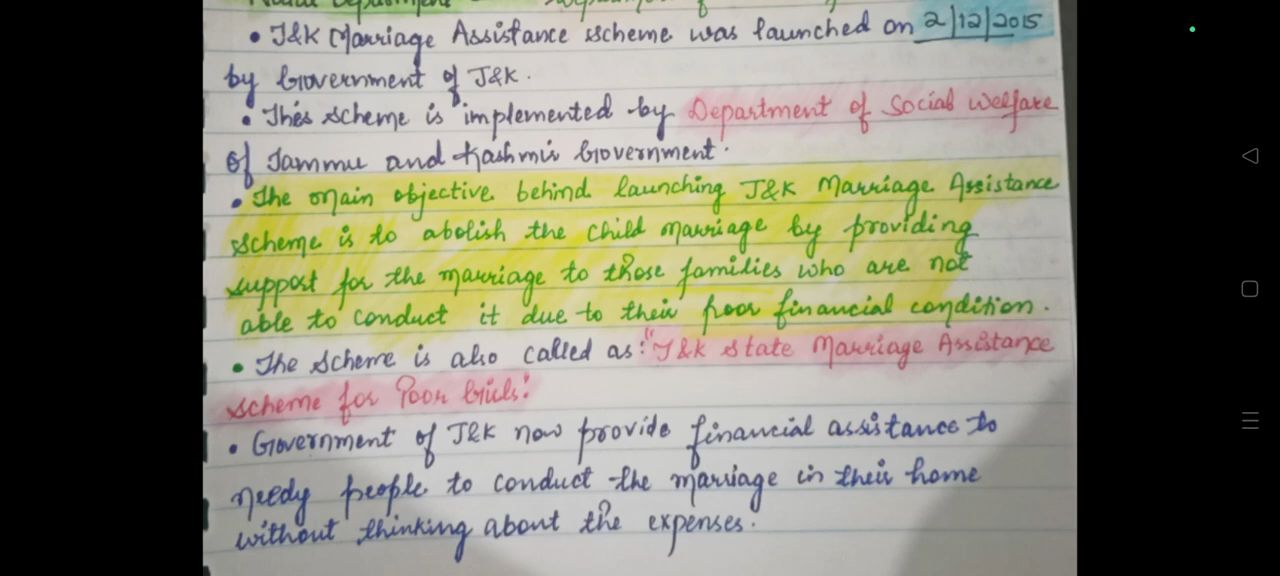 • J&K Marriage Assistance scheme was launched on 2/12/2015
by Government of J&K.
• This scheme is implemented by Department of Social Welfare
of Jammu and Kashmir Government.
• The main objective behind launching J&K Marriage Assistance
scheme is to abolish the child marriage by providing
support for the marriage to those families who are not
able to conduct it due to their poor financial condition.
• The scheme is also called as: "J&K state Marriage Assistance
scheme for Poor Girls."
• Government of J&K now provide financial assistance to
needy people to conduct the marriage in their home
without thinking about the expenses.